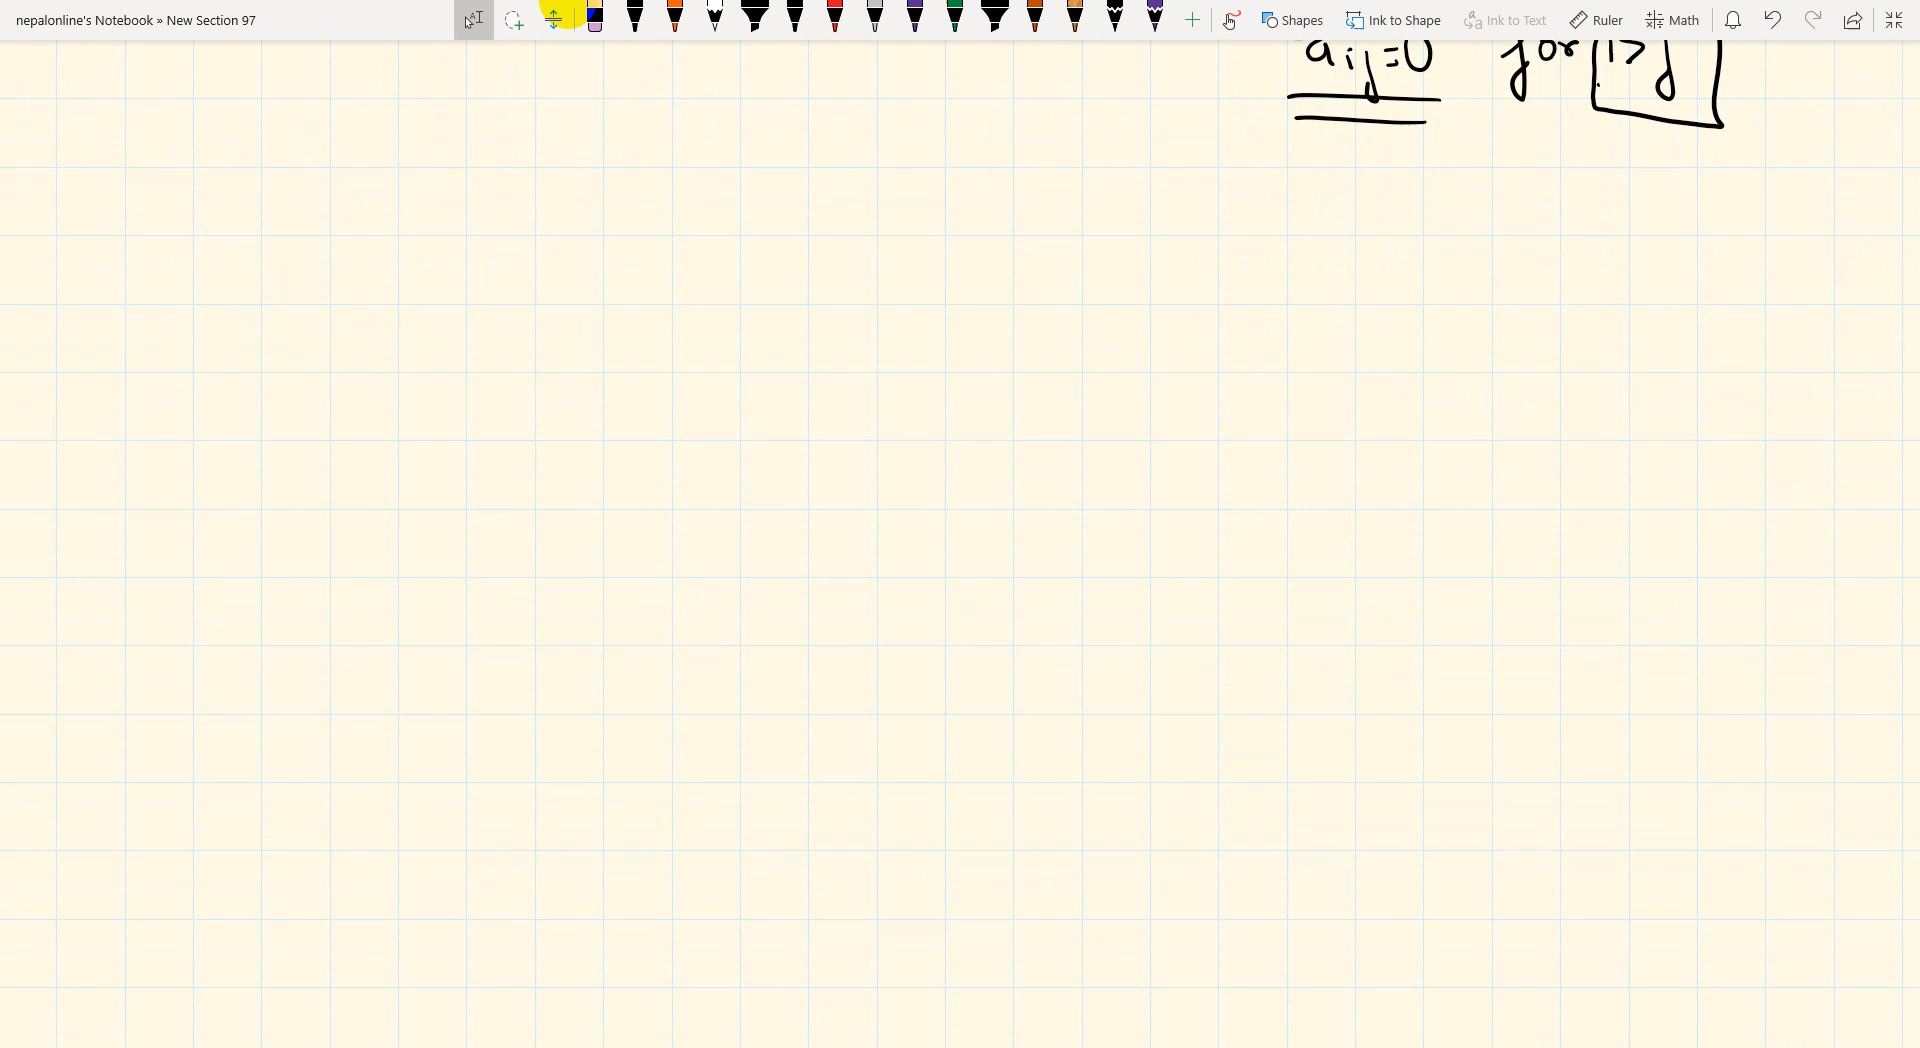 nepalonline's Notebook » New Section 97
Shapes
Ink to Shape
Ink to Text
Ruler
Math
aij=0 for i>j